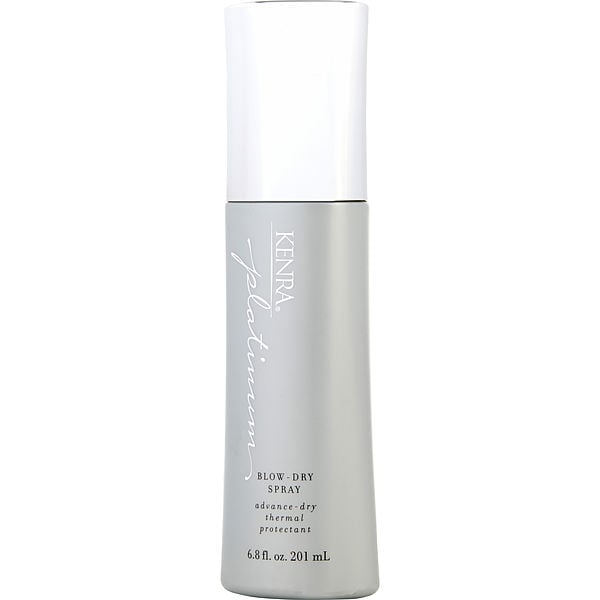 KENRA®
platinum
BLOW-DRY
SPRAY
advance-dry
thermal
protectant
6.8 fl. oz. 201 mL